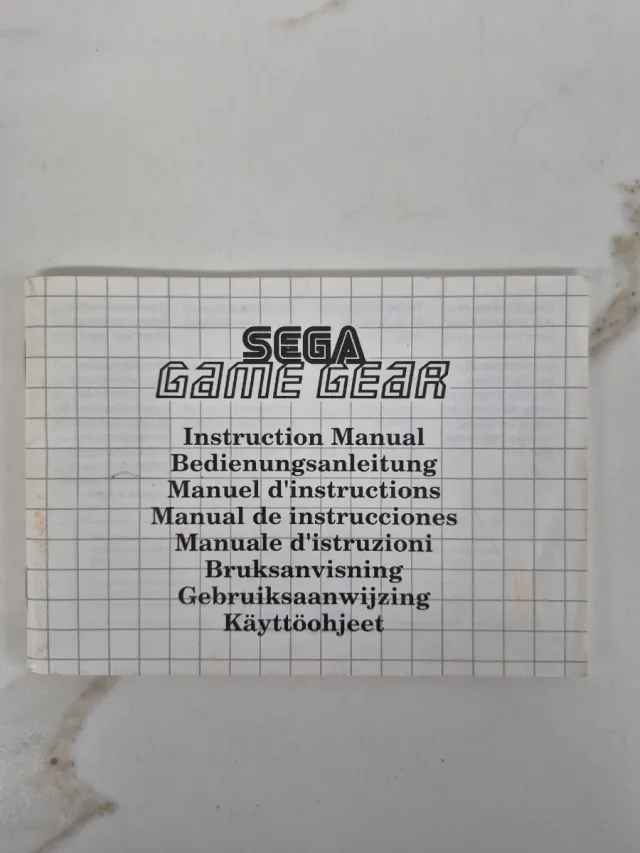 SEGA
GAME GEAR
Instruction Manual
Bedienungsanleitung
Manuel d'instructions
Manual de instrucciones
Manuale d'istruzioni
Bruksanvisning
Gebruiksaanwijzing
Käyttöohjeet